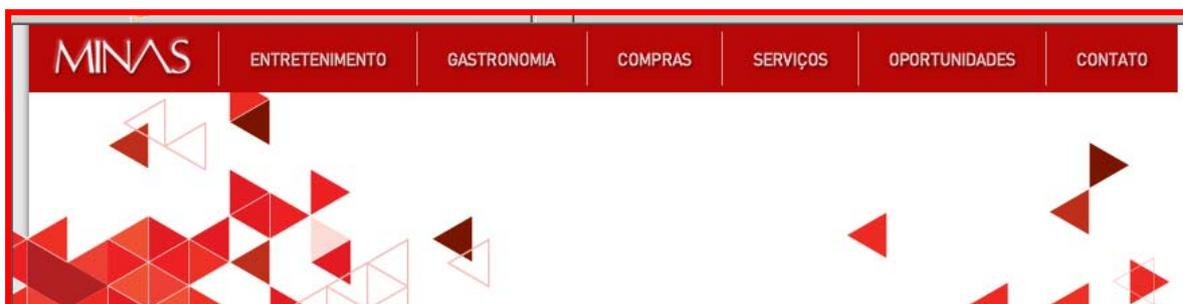 MINAS ENTRETENIMENTO GASTRONOMIA COMPRAS SERVIÇOS OPORTUNIDADES CONTATO